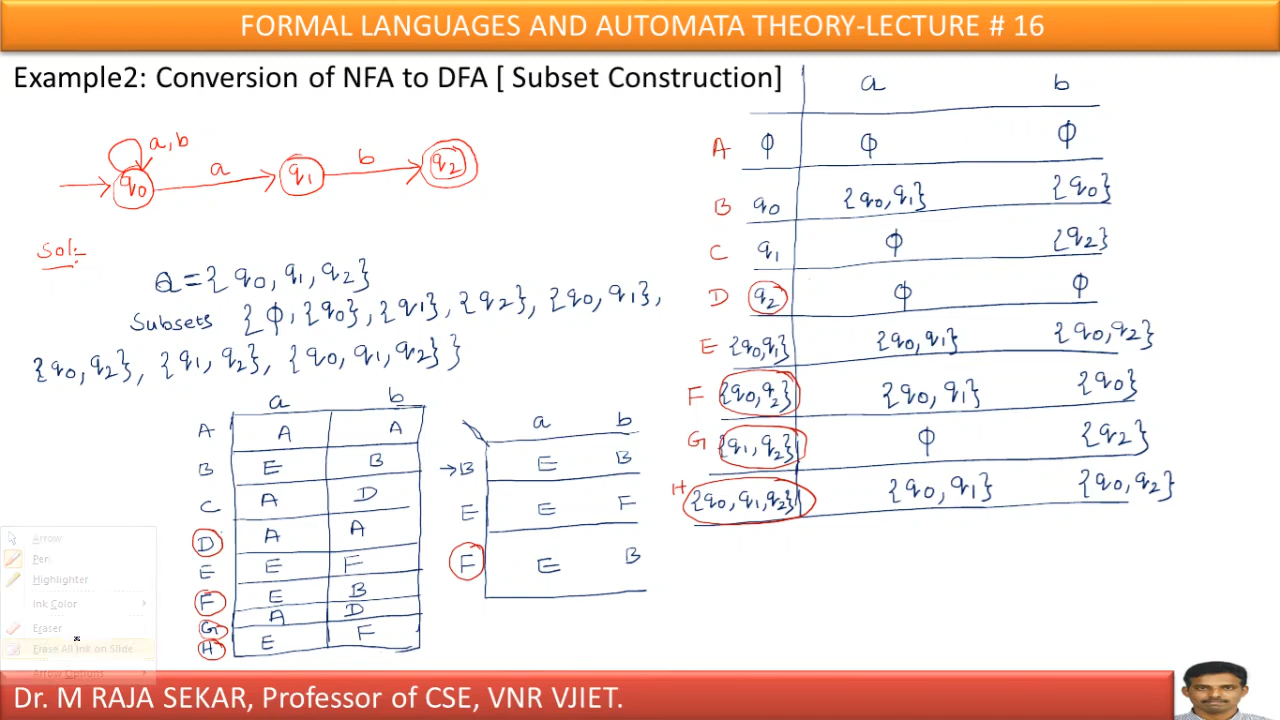 FORMAL LANGUAGES AND AUTOMATA THEORY-LECTURE # 16
Example2: Conversion of NFA to DFA [ Subset Construction]
a, b
q0 a q1 b q2
Sol:-
Q = { q0, q1, q2 }
Subsets { ϕ, {q0}, {q1}, {q2}, {q0, q1},
{q0, q2}, {q1, q2}, {q0, q1, q2} }
a b
A A A
B E B
C A D
D A A
E E F
F E B
G A D
H E F
a b
→B E B
E E F
F E B
a b
A ϕ ϕ ϕ
B q0 {q0, q1} {q0}
C q1 ϕ {q2}
D q2 ϕ ϕ
E {q0,q1} {q0, q1} {q0, q2}
F {q0, q2} {q0, q1} {q0}
G {q1, q2} ϕ {q2}
H {q0, q1, q2} {q0, q1} {q0, q2}
Arrow
Pen
Highlighter
Ink Color
Eraser
Erase All Ink on Slide
Arrow Options
Dr. M RAJA SEKAR, Professor of CSE, VNR VJIET.